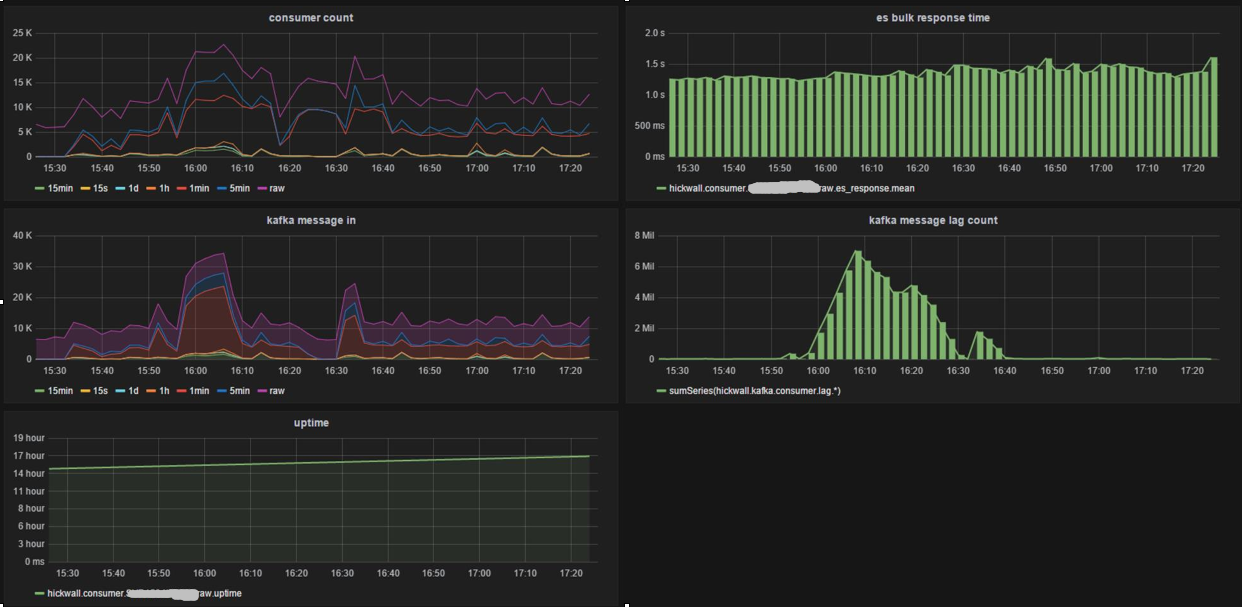 consumer count
25 K
20 K
15 K
10 K
5 K
0
15:30 15:40 15:50 16:00 16:10 16:20 16:30 16:40 16:50 17:00 17:10 17:20
15min 15s 1d 1h 1min 5min raw
es bulk response time
2.0 s
1.5 s
1.0 s
500 ms
0 ms
15:30 15:40 15:50 16:00 16:10 16:20 16:30 16:40 16:50 17:00 17:10 17:20
hickwall.consumer. raw.es_response.mean
kafka message in
40 K
30 K
20 K
10 K
0
15:30 15:40 15:50 16:00 16:10 16:20 16:30 16:40 16:50 17:00 17:10 17:20
15min 15s 1d 1h 1min 5min raw
kafka message lag count
8 Mil
6 Mil
4 Mil
2 Mil
0
15:30 15:40 15:50 16:00 16:10 16:20 16:30 16:40 16:50 17:00 17:10 17:20
sumSeries(hickwall.kafka.consumer.lag.*)
uptime
19 hour
17 hour
14 hour
11 hour
8 hour
6 hour
3 hour
0 ms
15:30 15:40 15:50 16:00 16:10 16:20 16:30 16:40 16:50 17:00 17:10 17:20
hickwall.consumer. raw.uptime